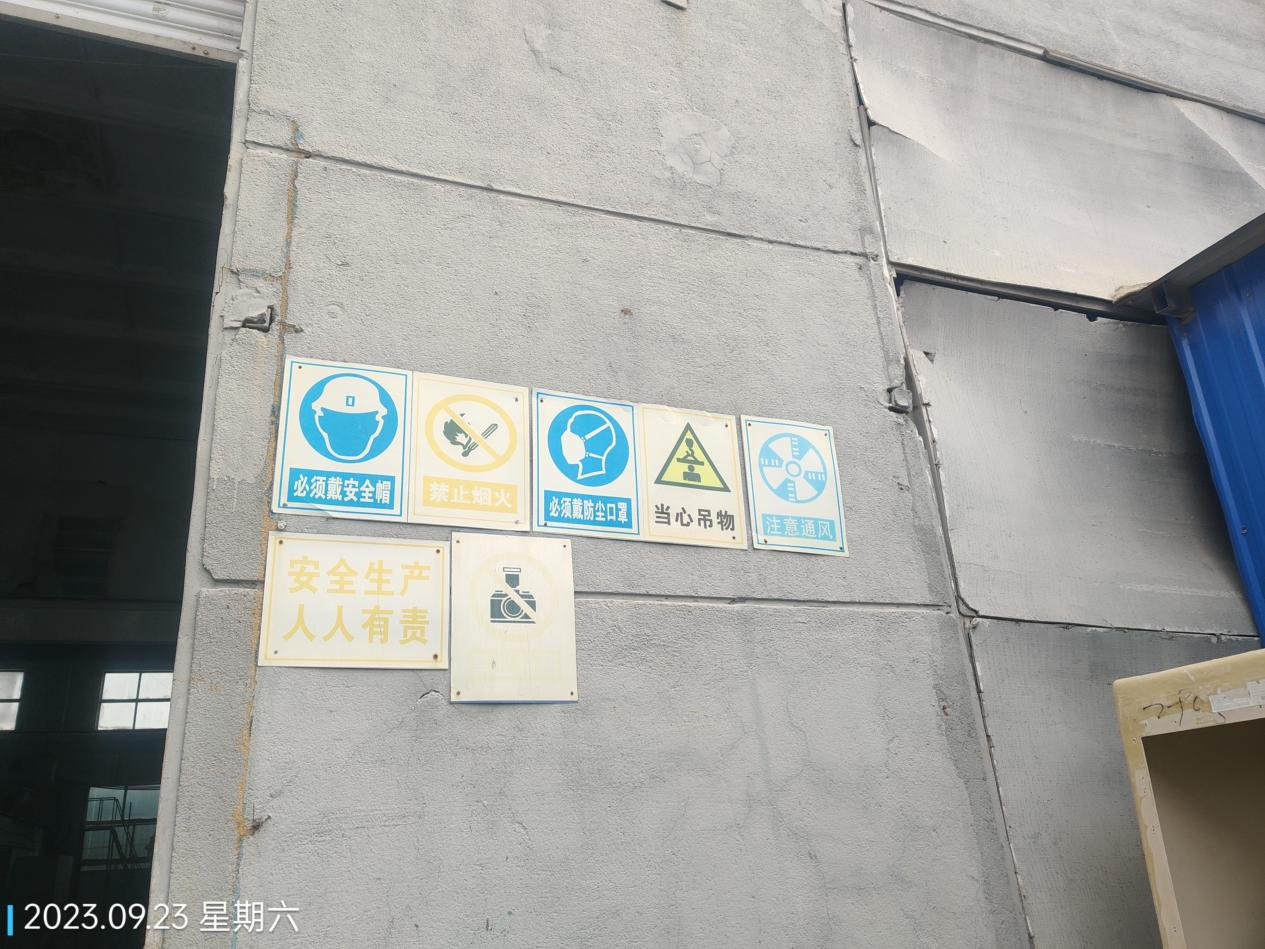 必须戴安全帽
禁止烟火
必须戴防尘口罩
当心吊物
注意通风
安全生产
人人有责
2023.09.23 星期六